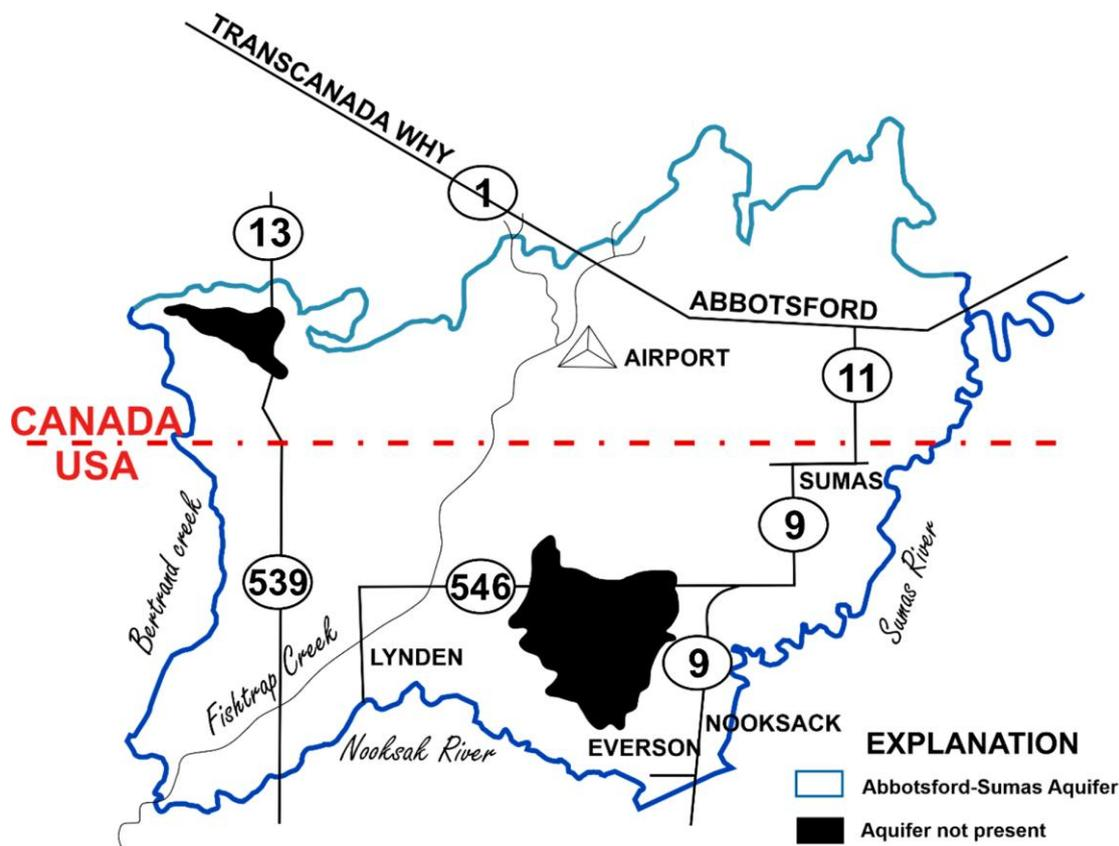 TRANSCANADA WHY
1
13
ABBOTSFORD
AIRPORT
11
CANADA
USA
SUMAS
9
Bertrand creek
539
546
Sumas River
Fishtrap Creek
LYNDEN
9
NOOKSACK
Nooksak River
EVERSON
EXPLANATION
Abbotsford-Sumas Aquifer
Aquifer not present